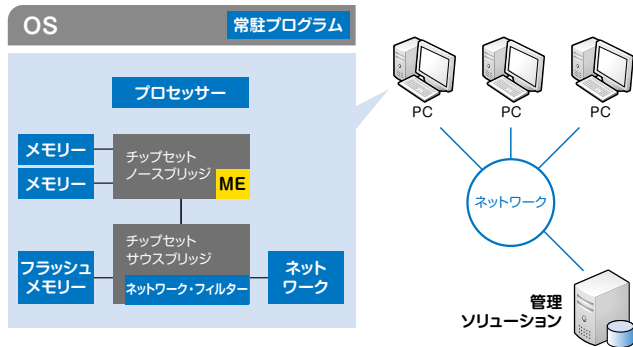 OS
常駐プログラム
プロセッサー
メモリー
メモリー
チップセット
ノースブリッジ
ME
チップセット
サウスブリッジ
フラッシュ
メモリー
ネットワーク・フィルター
ネット
ワーク
PC
PC
PC
ネットワーク
管理
ソリューション